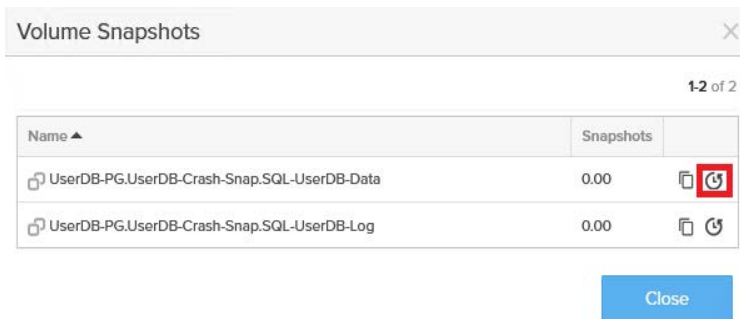 Volume Snapshots
1-2 of 2
Name Snapshots
UserDB-PG.UserDB-Crash-Snap.SQL-UserDB-Data 0.00
UserDB-PG.UserDB-Crash-Snap.SQL-UserDB-Log 0.00
Close